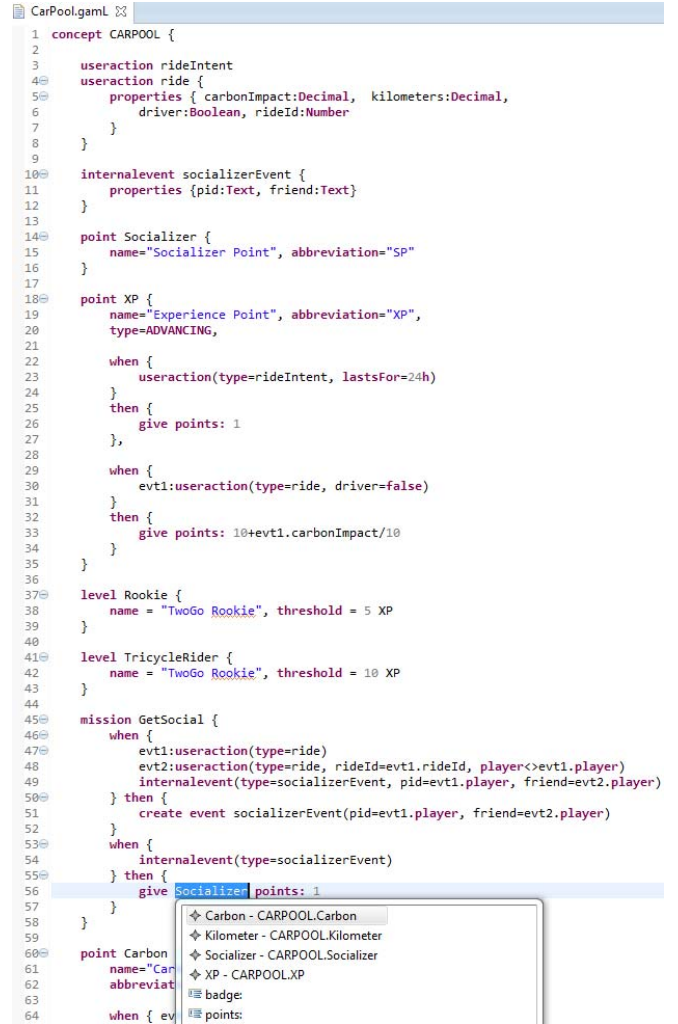 CarPool.gamL
1 concept CARPOOL {
2
3 useraction rideIntent
4 useraction ride {
5 properties { carbonImpact:Decimal, kilometers:Decimal,
6 driver:Boolean, rideId:Number
7 }
8 }
9
10 internalevent socializerEvent {
11 properties {pid:Text, friend:Text}
12 }
13
14 point Socializer {
15 name="Socializer Point", abbreviation="SP"
16 }
17
18 point XP {
19 name="Experience Point", abbreviation="XP",
20 type=ADVANCING,
21
22 when {
23 useraction(type=rideIntent, lastsFor=24h)
24 }
25 then {
26 give points: 1
27 },
28
29 when {
30 evt1:useraction(type=ride, driver=false)
31 }
32 then {
33 give points: 10+evt1.carbonImpact/10
34 }
35 }
36
37 level Rookie {
38 name = "TwoGo Rookie", threshold = 5 XP
39 }
40
41 level TricycleRider {
42 name = "TwoGo Rookie", threshold = 10 XP
43 }
44
45 mission GetSocial {
46 when {
47 evt1:useraction(type=ride)
48 evt2:useraction(type=ride, rideId=evt1.rideId, player<>evt1.player)
49 internalevent(type=socializerEvent, pid=evt1.player, friend=evt2.player)
50 } then {
51 create event socializerEvent(pid=evt1.player, friend=evt2.player)
52 }
53 when {
54 internalevent(type=socializerEvent)
55 } then {
56 give Socializer points: 1
57 }
58 }
59
60 point Carbon
61 name="Car
62 abbreviat
63
64 when { ev
Carbon - CARPOOL.Carbon
Kilometer - CARPOOL.Kilometer
Socializer - CARPOOL.Socializer
XP - CARPOOL.XP
badge:
points: